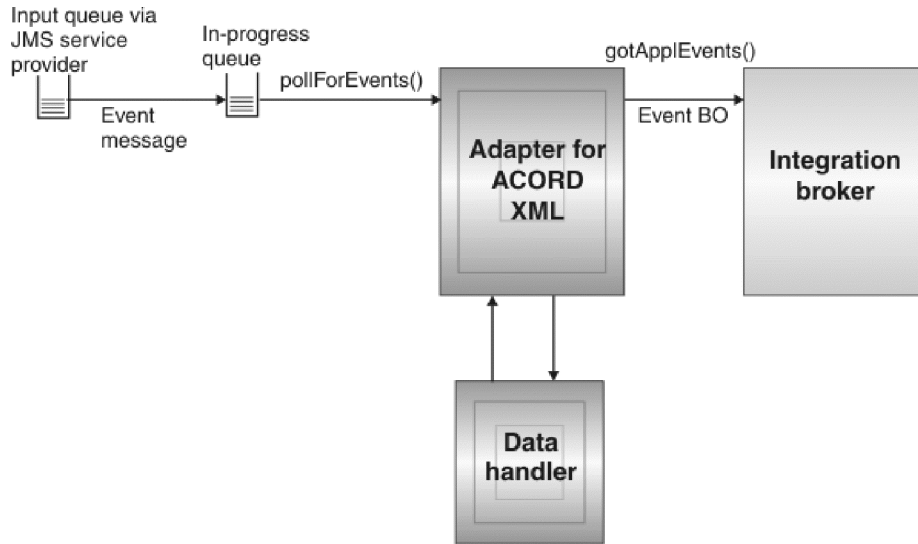 Input queue via
JMS service
provider
In-progress
queue
Event
message
pollForEvents()
Adapter for
ACORD
XML
gotApplEvents()
Event BO
Integration
broker
Data
handler